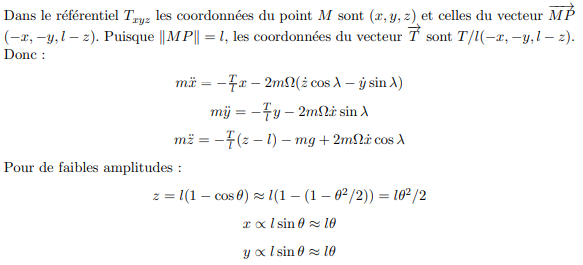 Dans le référentiel $T_{xyz}$ les coordonnées du point $M$ sont $(x, y, z)$ et celles du vecteur $\overrightarrow{MP}$
$(-x, -y, l - z)$. Puisque $\|MP\| = l$, les coordonnées du vecteur $\overrightarrow{T}$ sont $T/l(-x, -y, l - z)$.
Donc :
$m\ddot{x} = -\frac{T}{l}x - 2m\Omega(\dot{z}\cos\lambda - \dot{y}\sin\lambda)$
$m\ddot{y} = -\frac{T}{l}y - 2m\Omega\dot{x}\sin\lambda$
$m\ddot{z} = -\frac{T}{l}(z - l) - mg + 2m\Omega\dot{x}\cos\lambda$
Pour de faibles amplitudes :
$z = l(1 - \cos\theta) \approx l(1 - (1 - \theta^2/2)) = l\theta^2/2$
$x \propto l\sin\theta \approx l\theta$
$y \propto l\sin\theta \approx l\theta$